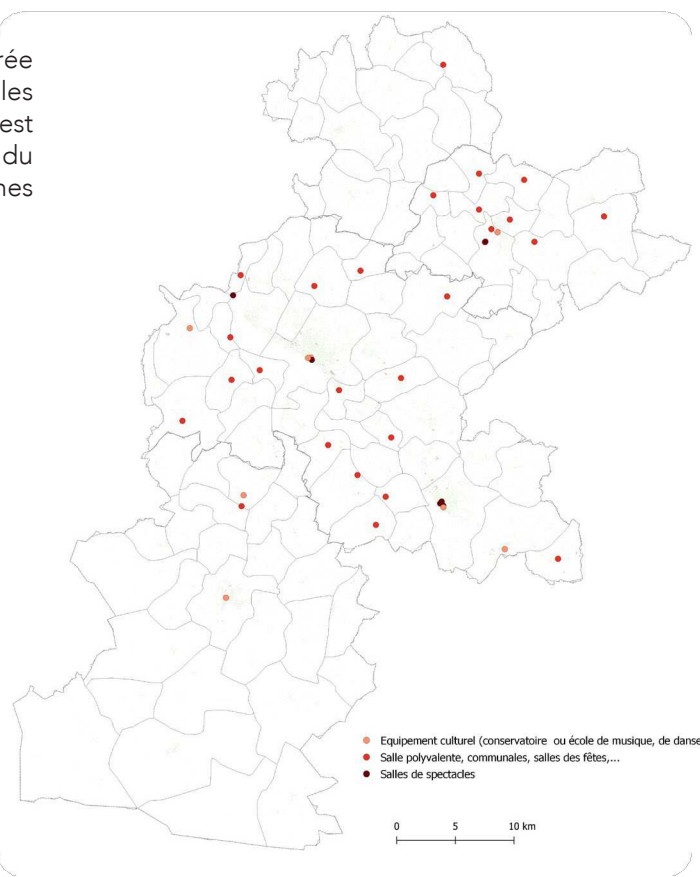 rée
les
est
du
nes
Equipement culturel (conservatoire ou école de musique, de danse
Salle polyvalente, communales, salles des fêtes,...
Salles de spectacles
0 5 10 km